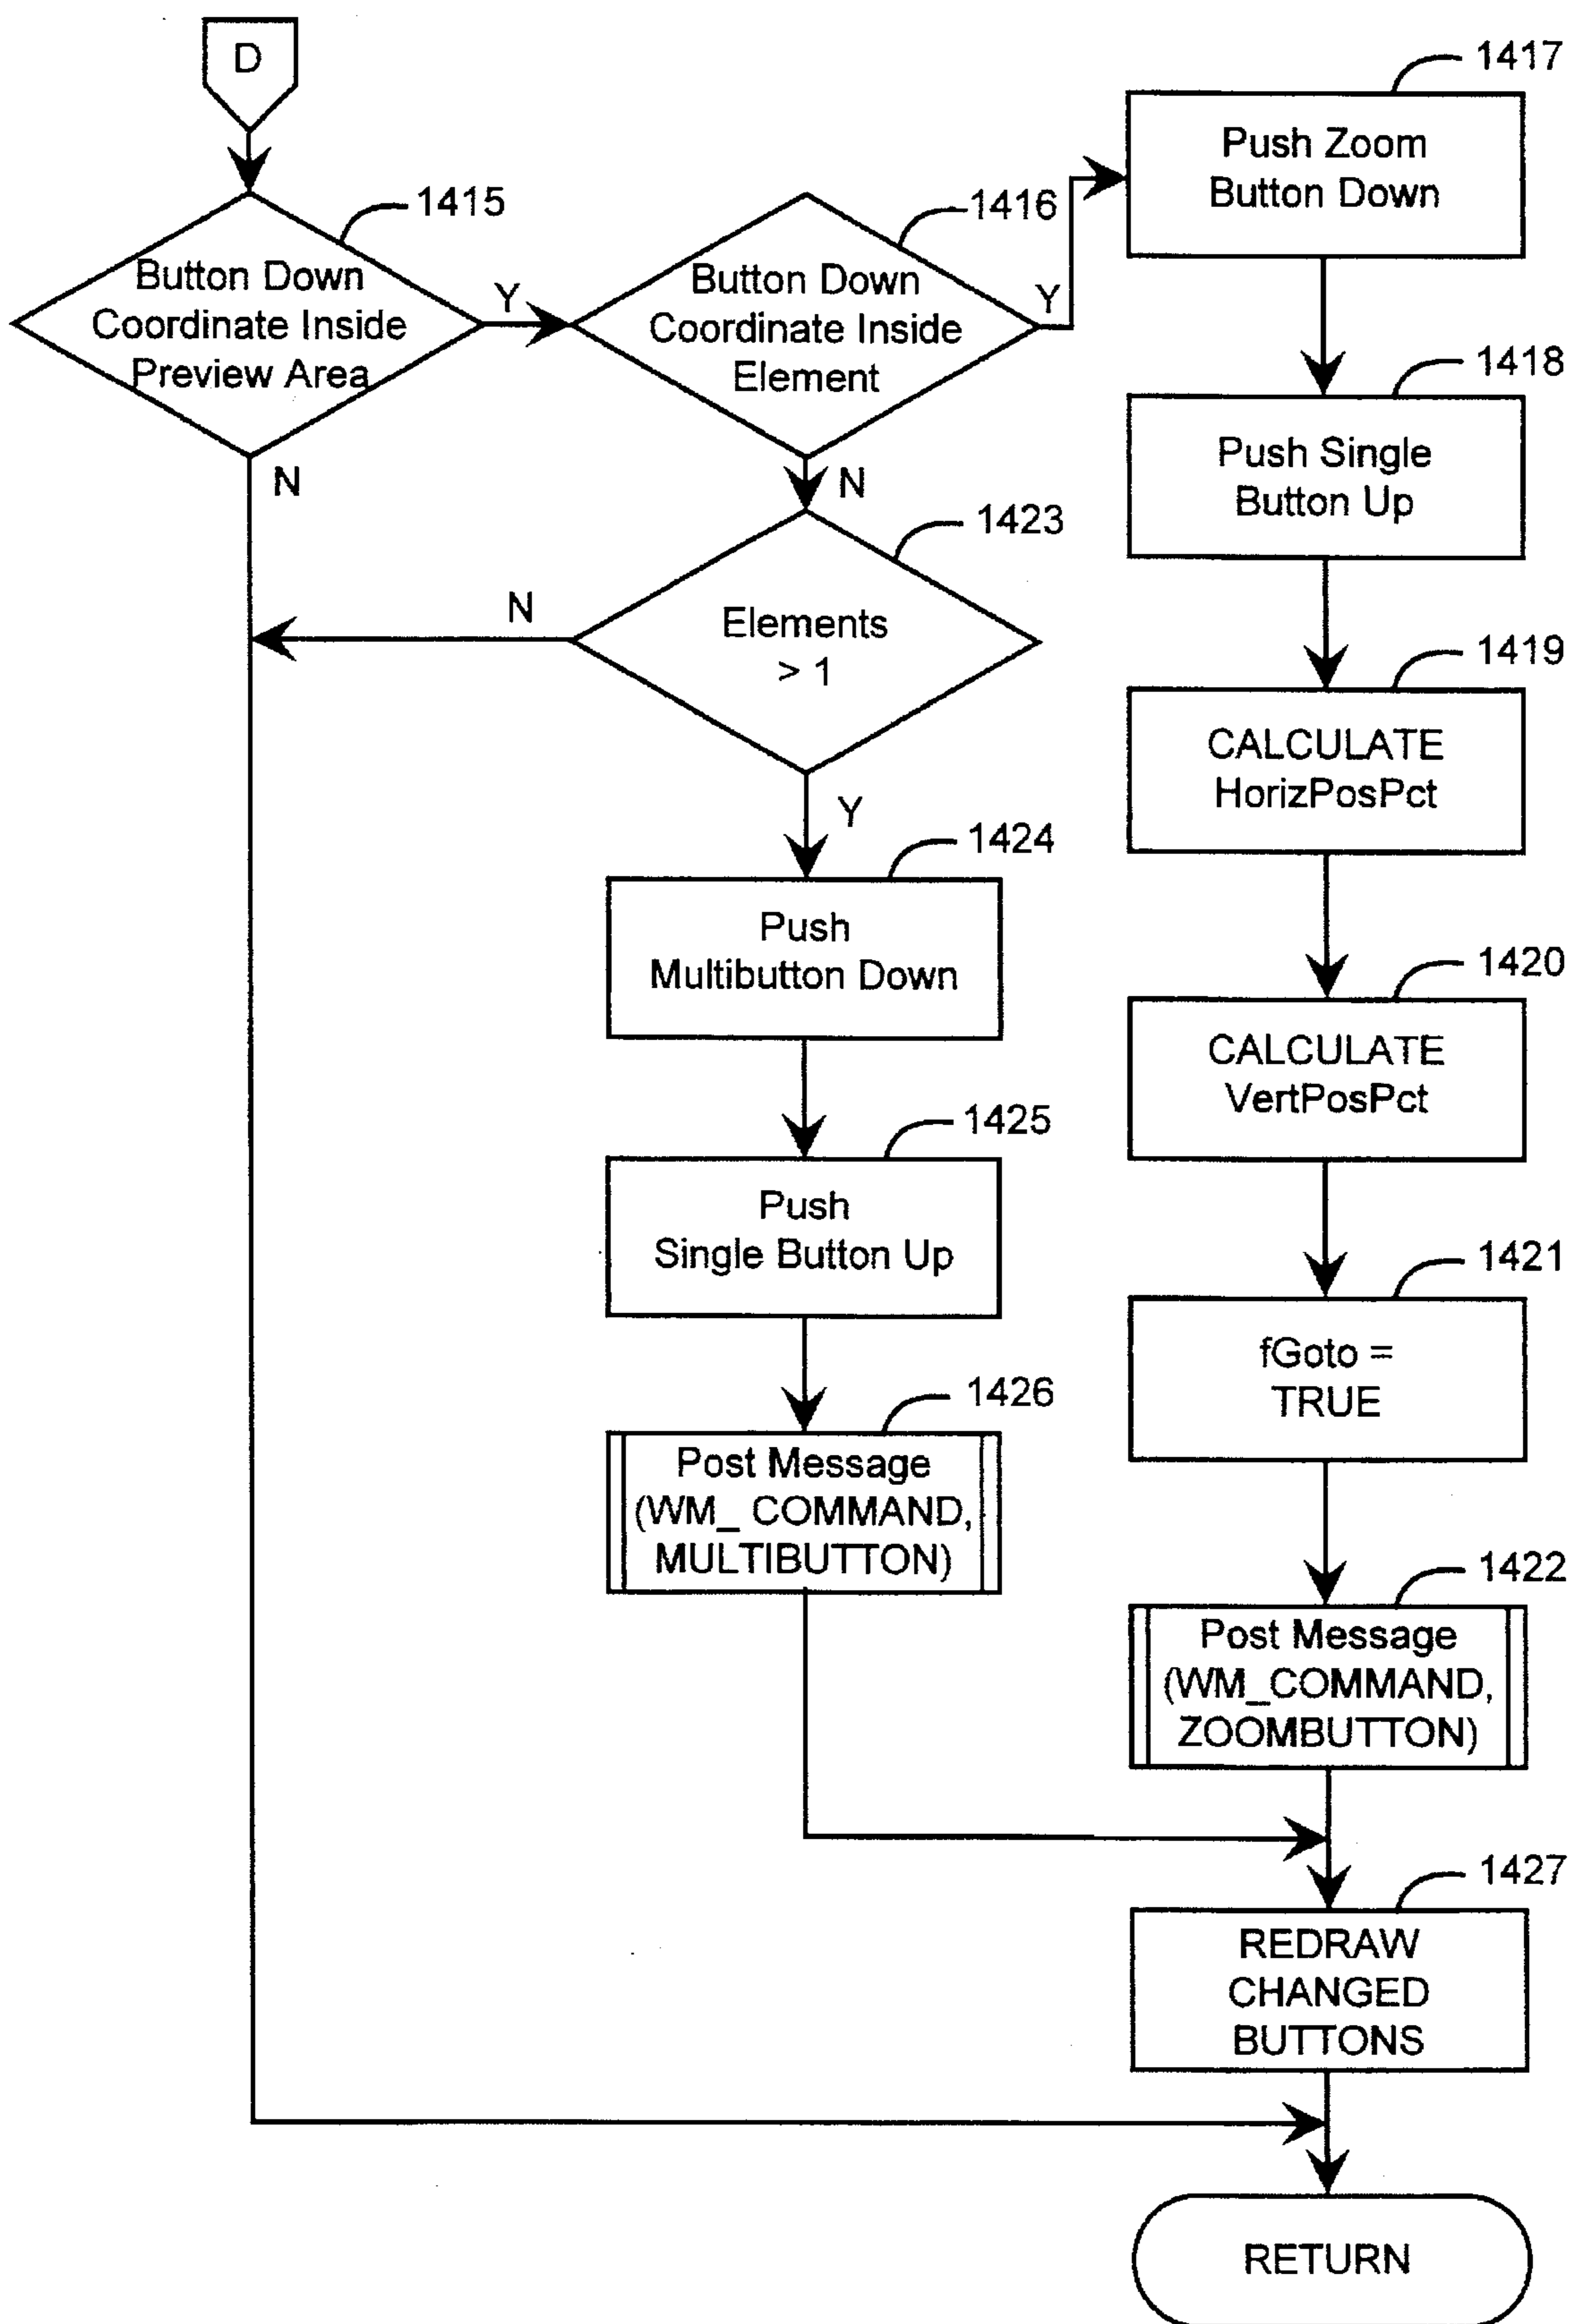 D
1415
Button Down
Coordinate Inside
Preview Area
Y
N
1416
Button Down
Coordinate Inside
Element
Y
N
1417
Push Zoom
Button Down
1418
Push Single
Button Up
1419
CALCULATE
HorizPosPct
1420
CALCULATE
VertPosPct
1421
fGoto =
TRUE
1422
Post Message
(WM_COMMAND,
ZOOMBUTTON)
1423
Elements
> 1
N
Y
1424
Push
Multibutton Down
1425
Push
Single Button Up
1426
Post Message
(WM_ COMMAND,
MULTIBUTTON)
1427
REDRAW
CHANGED
BUTTONS
RETURN